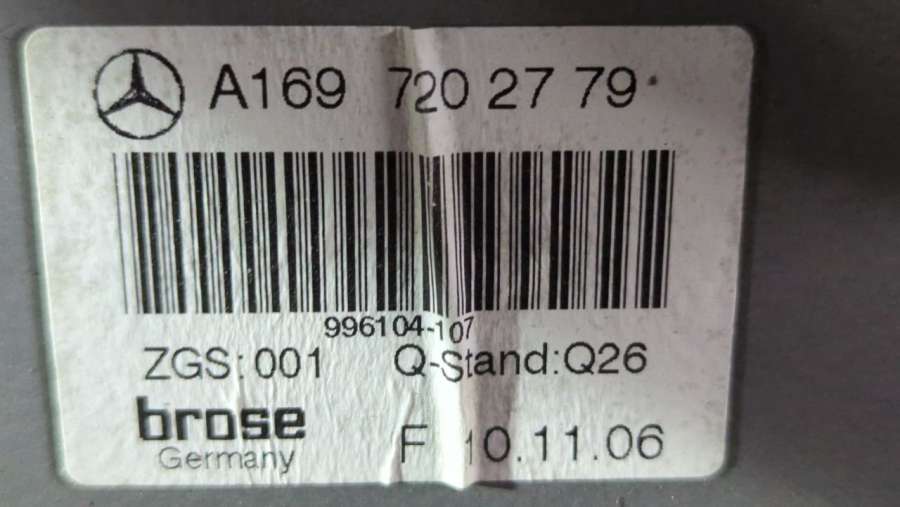 A169 720 27 79
996104-107
ZGS:001 Q-Stand:Q26
brose
Germany
F 10.11.06